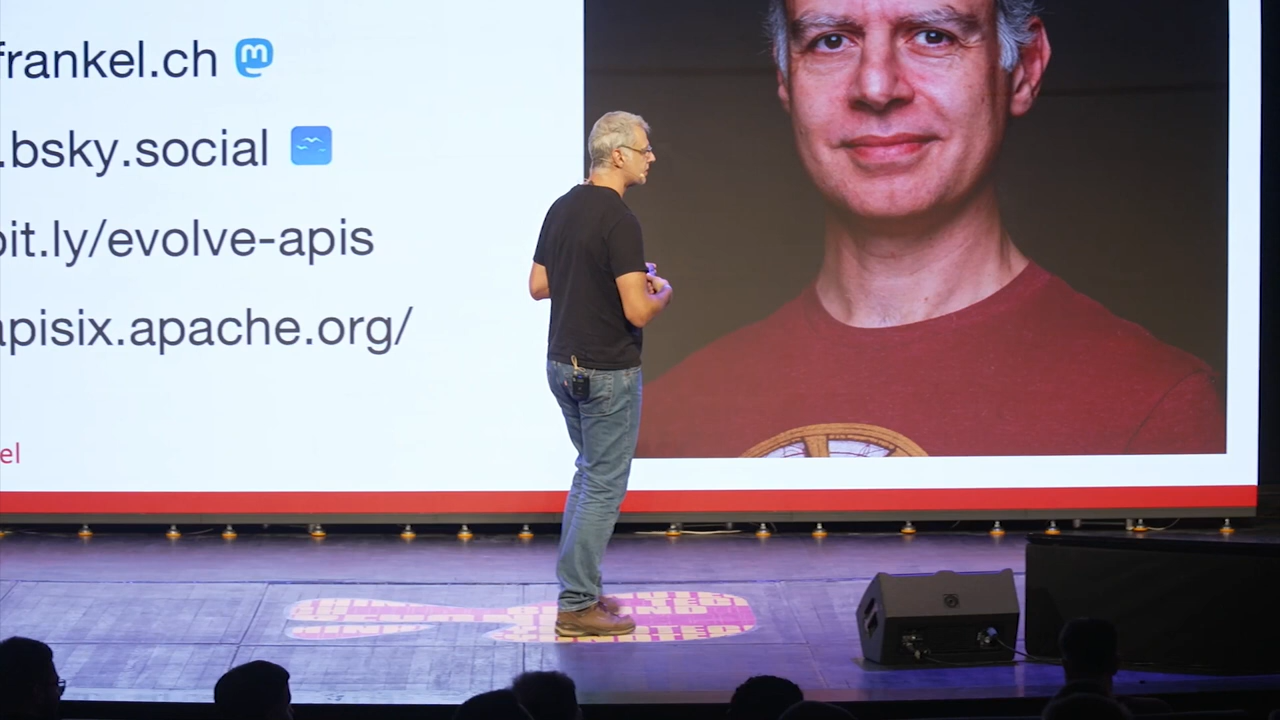 frankel.ch
.bsky.social
bit.ly/evolve-apis
apisix.apache.org/
el